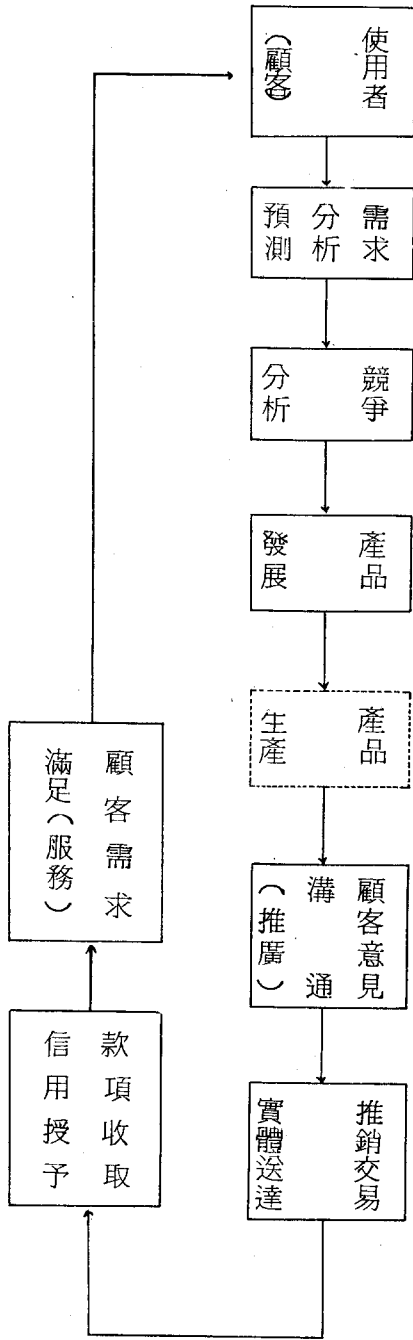 使用者
（顧客）
需求
分析
預測
競爭
分析
產品
發展
產品
生產
顧客意見
溝通
（推廣）
推銷交易
實體送達
款項收取
信用授予
顧客需求
滿足（服務）